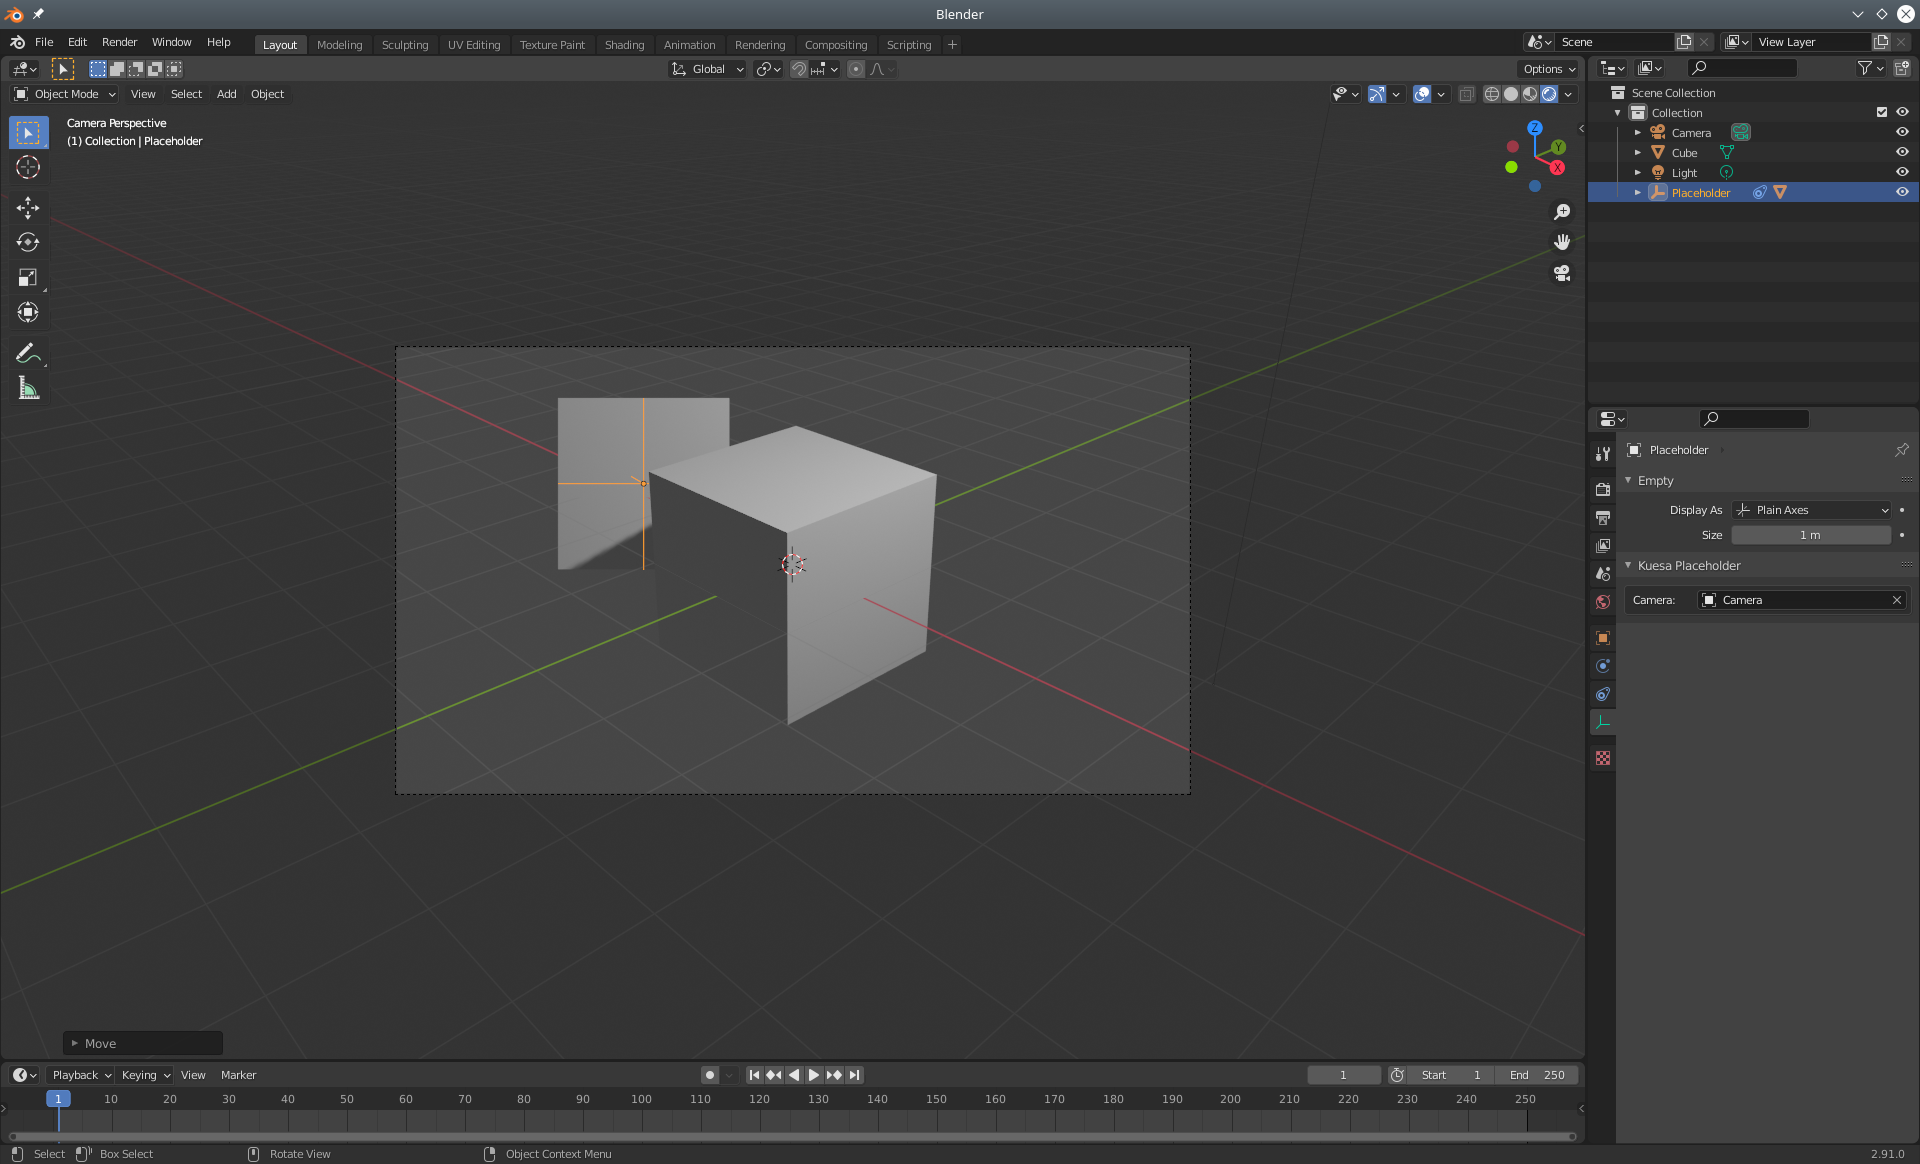 Blender
File Edit Render Window Help Layout Modeling Sculpting UV Editing Texture Paint Shading Animation Rendering Compositing Scripting + Scene View Layer
Global Options
Object Mode View Select Add Object
Camera Perspective
(1) Collection | Placeholder
Z
Y
X
Scene Collection
Collection
Camera
Cube
Light
Placeholder
Placeholder
Empty
Display As Plain Axes
Size 1 m
Kuesa Placeholder
Camera: Camera
Move
Playback Keying View Marker 1 Start 1 End 250
1 10 20 30 40 50 60 70 80 90 100 110 120 130 140 150 160 170 180 190 200 210 220 230 240 250
Select Box Select Rotate View Object Context Menu 2.91.0